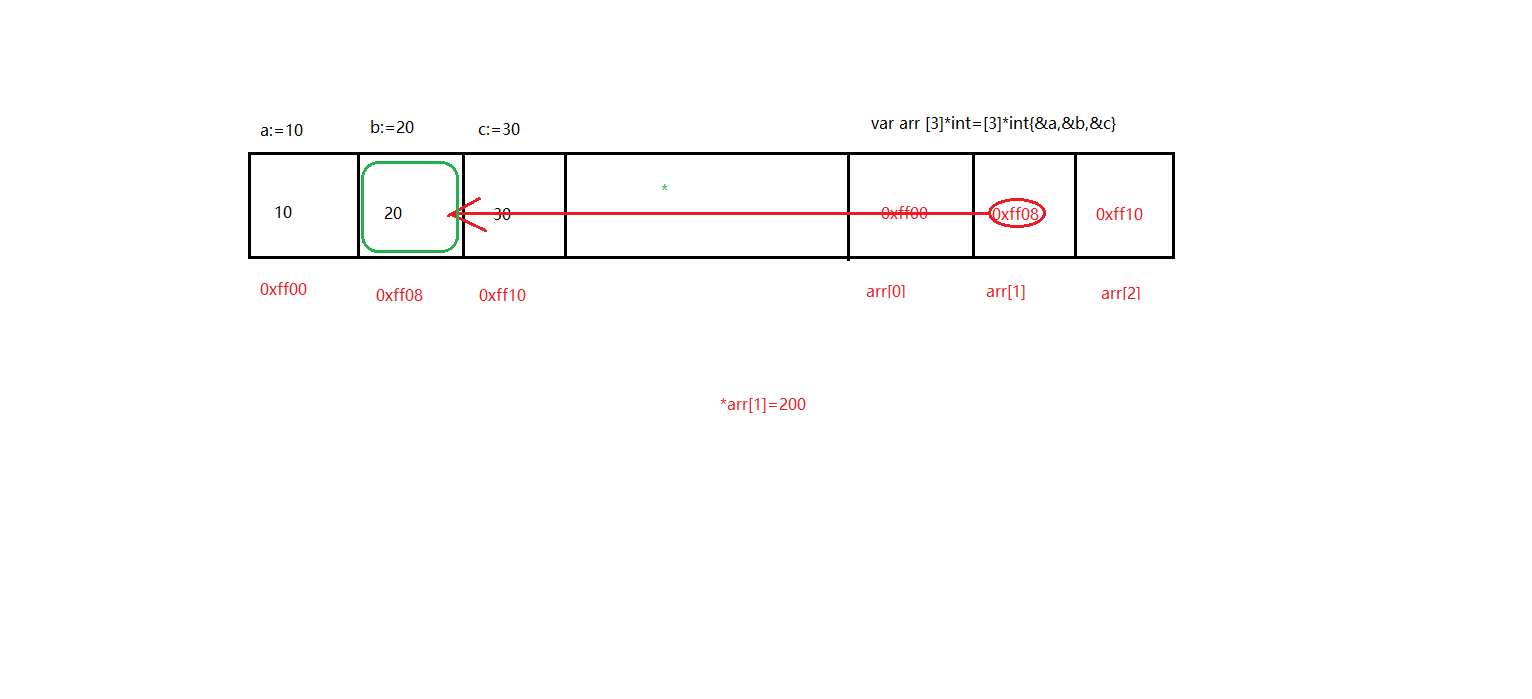 a:=10 b:=20 c:=30 var arr [3]*int=[3]*int{&a,&b,&c}
*
10 20 30 0xff00 0xff08 0xff10
0xff00 0xff08 0xff10 arr[0] arr[1] arr[2]
*arr[1]=200